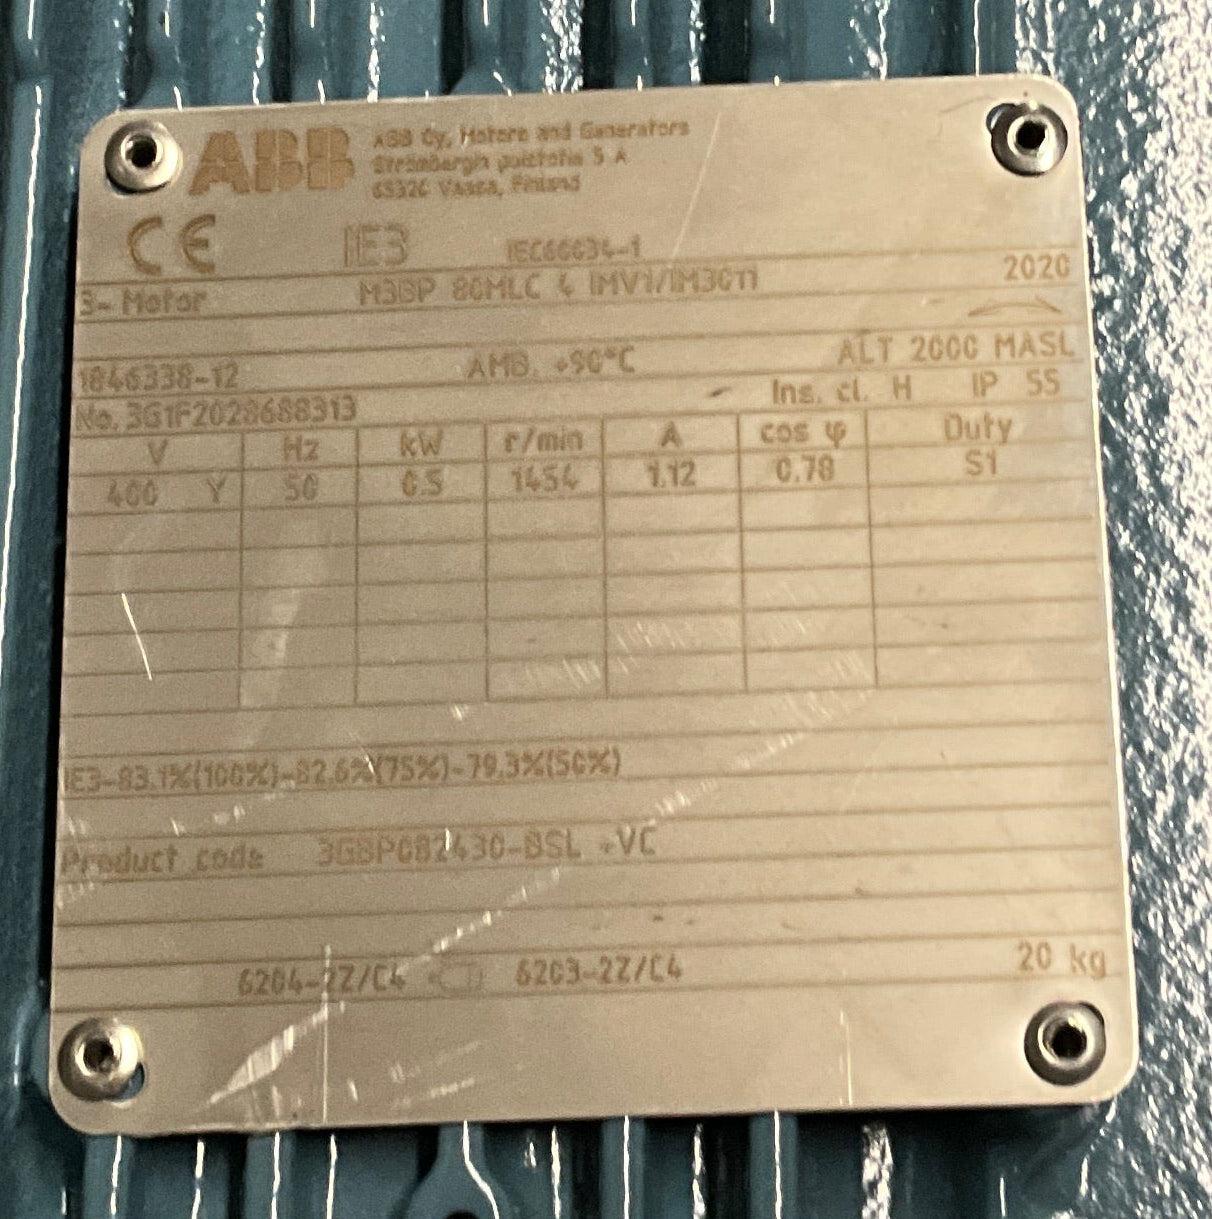 ABB
ABB Oy, Motors and Generators
Strömbergin puistotie 5 A
65320 Vaasa, Finland
CE IE3 IEC60034-1
3~ Motor M3BP 80MLC 4 IMV1/IM3011 2020
1846338-12 AMB. +90°C ALT 2000 MASL
No. 3G1F2028688313 Ins. cl. H IP 55
V Hz kW r/min A cos φ Duty
400 Y 50 0.5 1454 1.12 0.78 S1
IE3-83.1%(100%)-82.6%(75%)-79.3%(50%)
Product code 3GBP082430-BSL +VC
6204-2Z/C4 6203-2Z/C4 20 kg